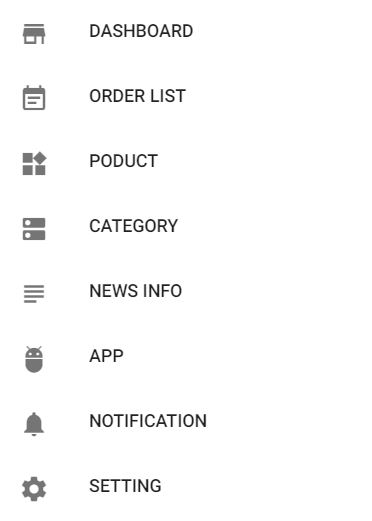 DASHBOARD
ORDER LIST
PODUCT
CATEGORY
NEWS INFO
APP
NOTIFICATION
SETTING